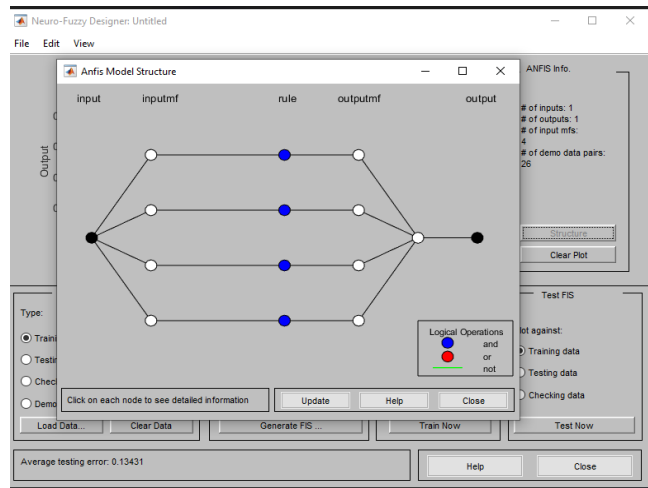 Neuro-Fuzzy Designer: Untitled
File Edit View
Anfis Model Structure
input inputmf rule outputmf output
Output
ANFIS Info.
# of inputs: 1
# of outputs: 1
# of input mfs:
4
# of demo data pairs:
26
Structure
Clear Plot
Logical Operations
and
or
not
Click on each node to see detailed information
Update Help Close
Type:
Test FIS
Training data
Testing data
Checking data
Load Data... Clear Data Generate FIS ... Train Now Test Now
Average testing error: 0.13431
Help Close